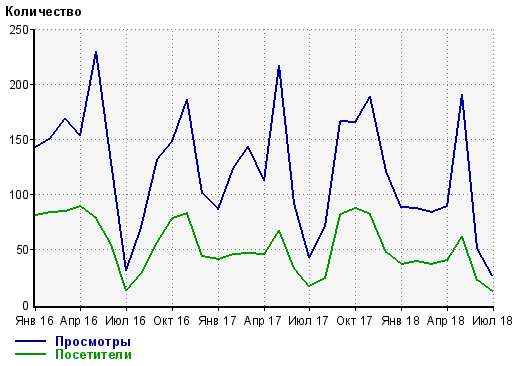 Количество
250
200
150
100
50
0
Янв 16 Апр 16 Июл 16 Окт 16 Янв 17 Апр 17 Июл 17 Окт 17 Янв 18 Апр 18 Июл 18
Просмотры
Посетители